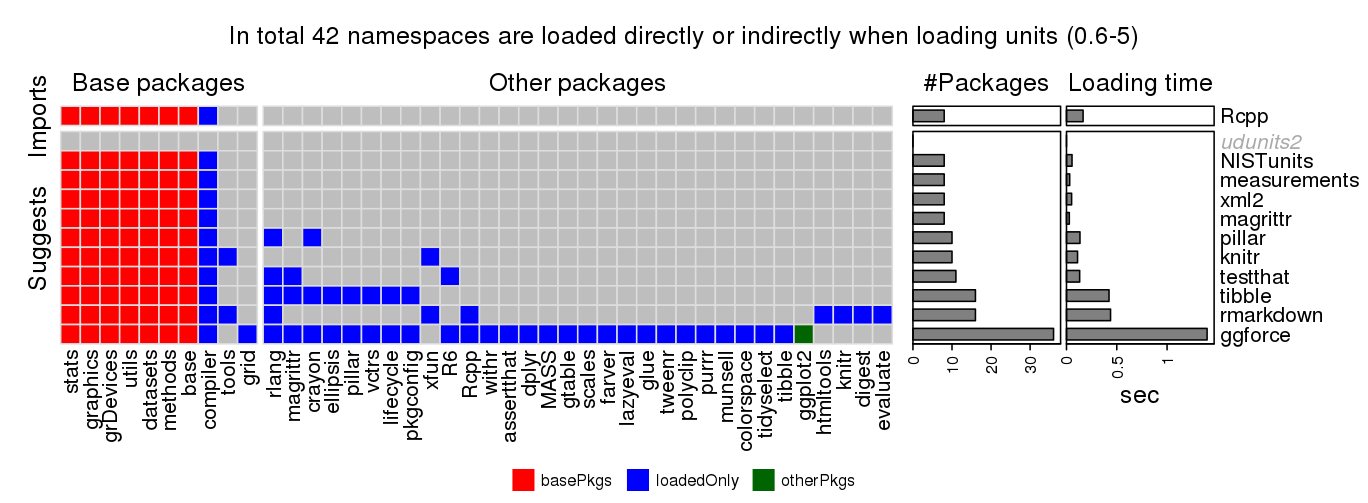 In total 42 namespaces are loaded directly or indirectly when loading units (0.6-5)
Base packages
Other packages
#Packages
Loading time
Imports
Rcpp
Suggests
udunits2
NISTunits
measurements
xml2
magrittr
pillar
knitr
testthat
tibble
rmarkdown
ggforce
stats
graphics
grDevices
utils
datasets
methods
base
compiler
tools
grid
rlang
magrittr
crayon
ellipsis
pillar
vctrs
lifecycle
pkgconfig
xfun
R6
Rcpp
withr
assertthat
dplyr
MASS
gtable
scales
farver
lazyeval
glue
tweenr
polyclip
purrr
munsell
colorspace
tidyselect
tibble
ggplot2
htmltools
knitr
digest
evaluate
0
10
20
30
0
0.5
1
sec
basePkgs
loadedOnly
otherPkgs